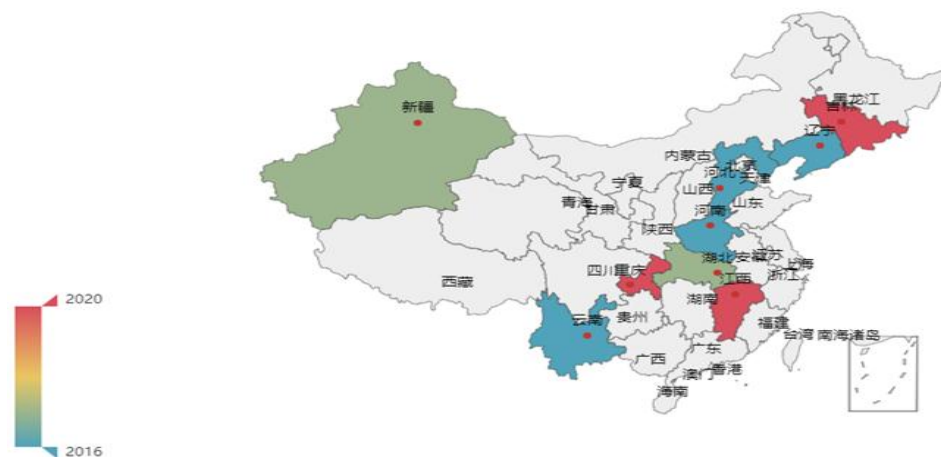 黑龙江
吉林
新疆
辽宁
内蒙古
北京
河北
天津
宁夏
山西
青海
甘肃
山东
河南
陕西
湖北
安徽
江苏
上海
四川
重庆
江西
浙江
西藏
湖南
2020
贵州
云南
福建
台湾
南海诸岛
广东
广西
澳门
香港
海南
2016